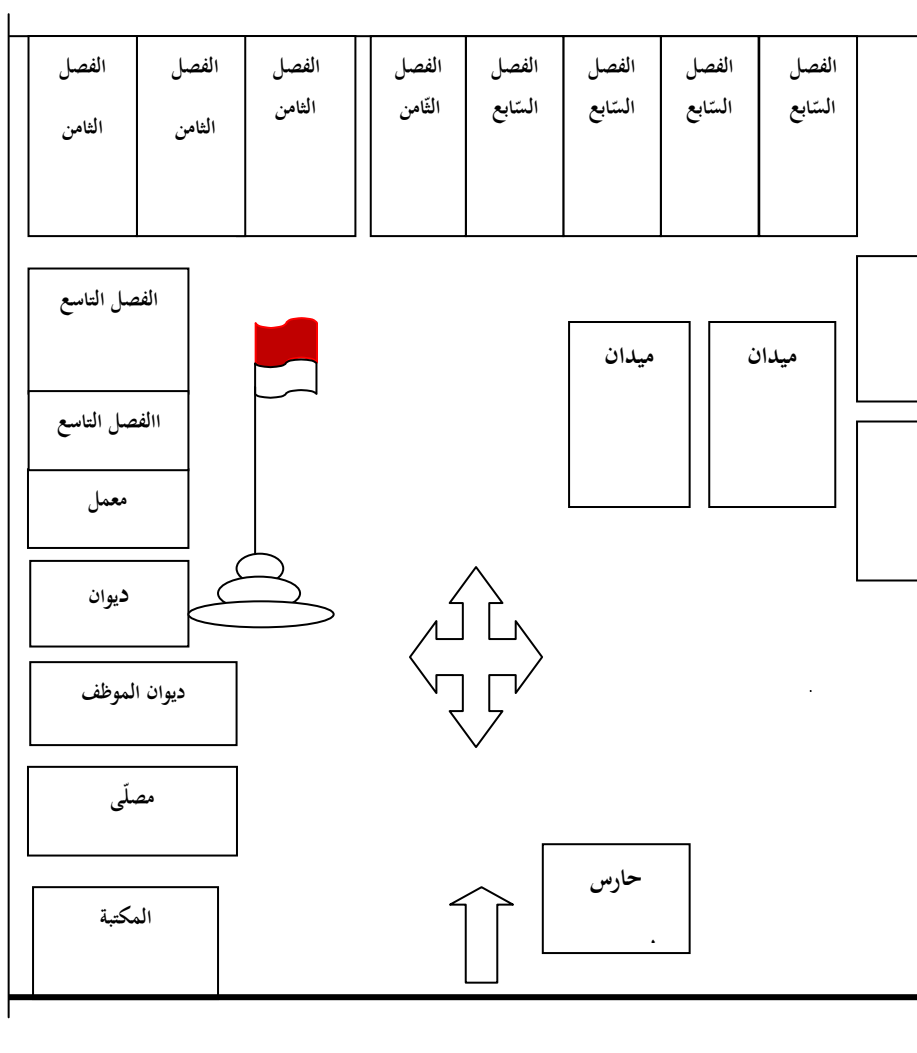 الفصل
السّابع
الفصل
السّابع
الفصل
السّابع
الفصل
السّابع
الفصل
الثّامن
الفصل
الثامن
الفصل
الثامن
الفصل
الثامن
ميدان
ميدان
الفصل التاسع
االفصل التاسع
معمل
ديوان
ديوان الموظف
مصلّى
حارس
.
المكتبة